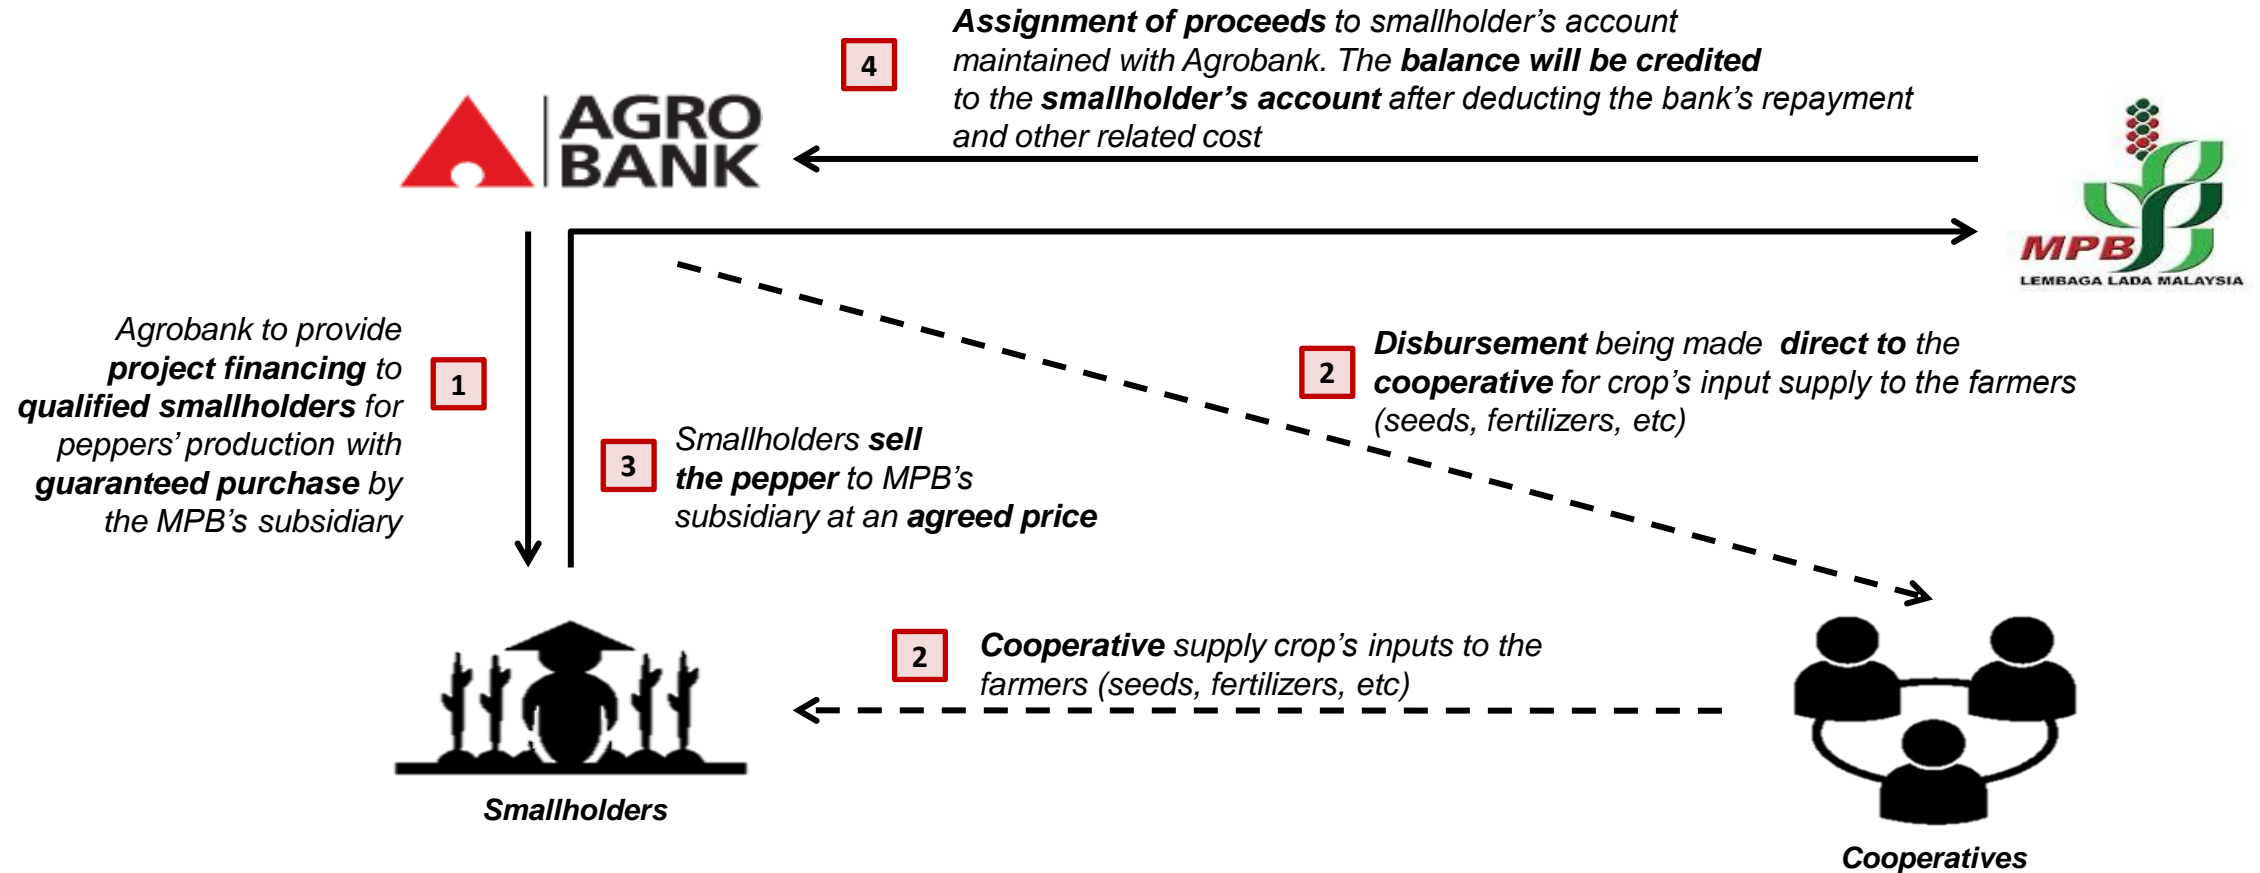 4
Assignment of proceeds to smallholder's account
maintained with Agrobank. The balance will be credited
to the smallholder's account after deducting the bank's repayment
and other related cost
AGRO
BANK
MPB
LEMBAGA LADA MALAYSIA
1
Agrobank to provide
project financing to
qualified smallholders for
peppers' production with
guaranteed purchase by
the MPB's subsidiary
2
Disbursement being made direct to the
cooperative for crop's input supply to the farmers
(seeds, fertilizers, etc)
3
Smallholders sell
the pepper to MPB's
subsidiary at an agreed price
2
Cooperative supply crop's inputs to the
farmers (seeds, fertilizers, etc)
Smallholders
Cooperatives